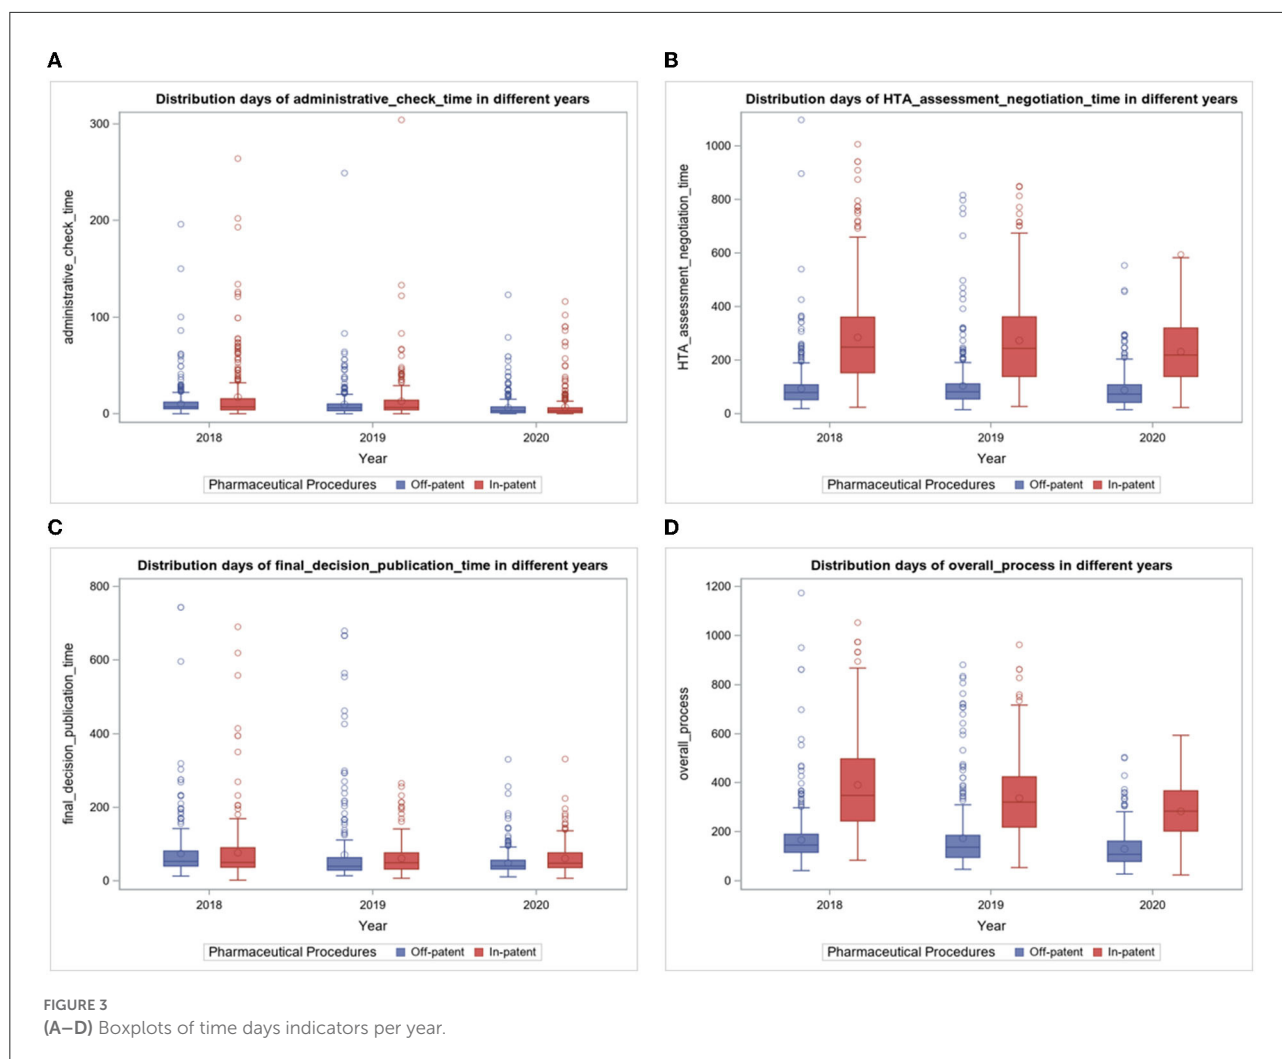 A
Distribution days of administrative_check_time in different years
300
200
100
0
administrative_check_time
2018 2019 2020
Year
Pharmaceutical Procedures Off-patent In-patent
B
Distribution days of HTA_assessment_negotiation_time in different years
1000
800
600
400
200
0
HTA_assessment_negotiation_time
2018 2019 2020
Year
Pharmaceutical Procedures Off-patent In-patent
C
Distribution days of final_decision_publication_time in different years
800
600
400
200
0
final_decision_publication_time
2018 2019 2020
Year
Pharmaceutical Procedures Off-patent In-patent
D
Distribution days of overall_process in different years
1200
1000
800
600
400
200
0
overall_process
2018 2019 2020
Year
Pharmaceutical Procedures Off-patent In-patent
FIGURE 3
(A–D) Boxplots of time days indicators per year.